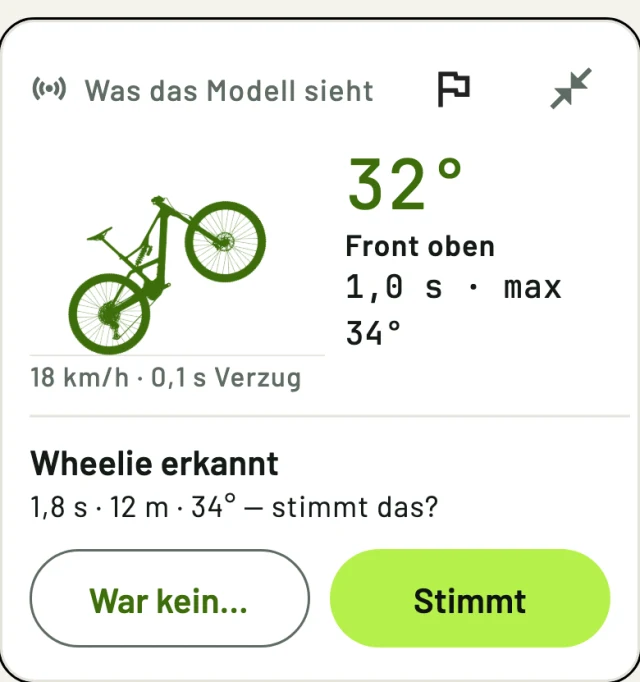 Was das Modell sieht
32°
Front oben
1,0 s · max
34°
18 km/h · 0,1 s Verzug
Wheelie erkannt
1,8 s · 12 m · 34° – stimmt das?
War kein...
Stimmt